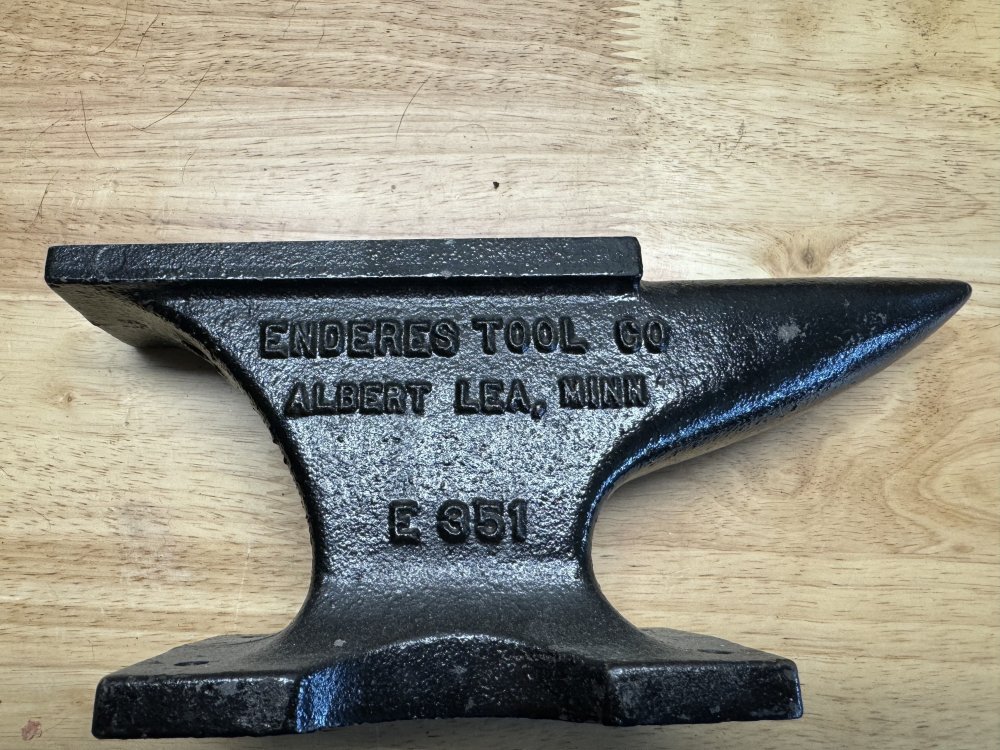 ENDERES TOOL CO
ALBERT LEA, MINN
E 351